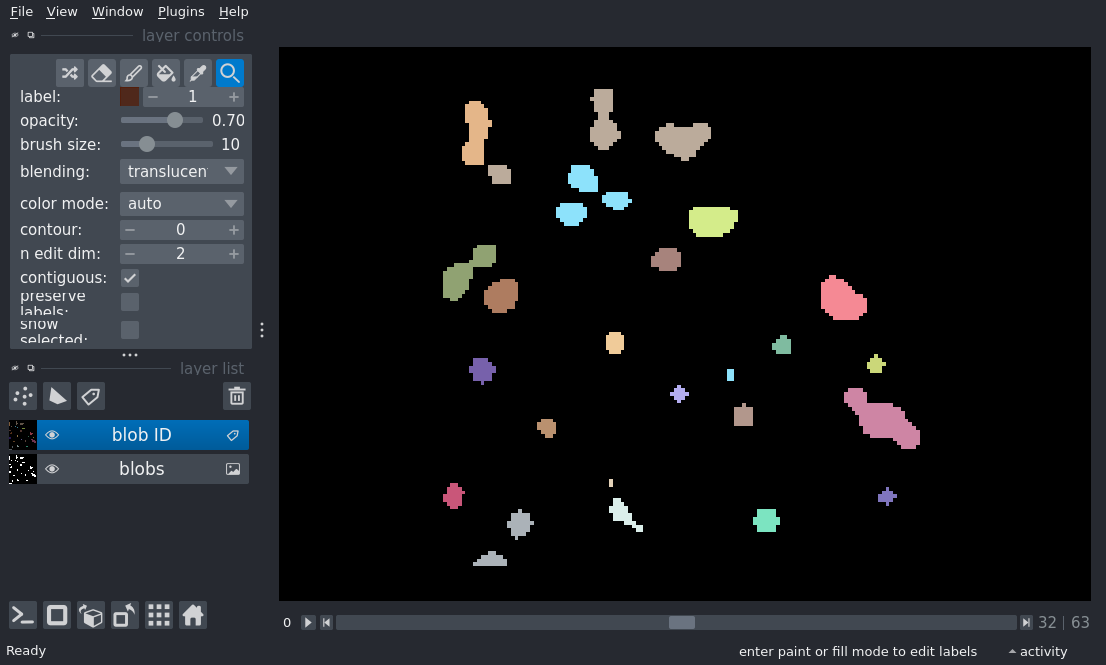 File View Window Plugins Help
layer controls
label: 1
opacity: 0.70
brush size: 10
blending: translucen
color mode: auto
contour: 0
n edit dim: 2
contiguous:
preserve
labels:
show
selected:
layer list
blob ID
blobs
0 32 | 63
Ready enter paint or fill mode to edit labels activity